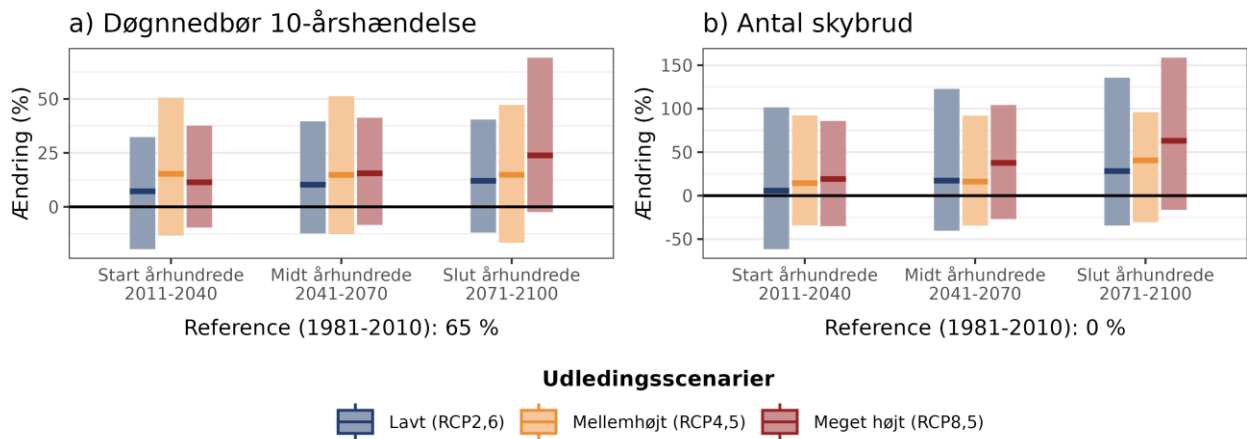 a) Døgnnedbør 10-årshændelse
Ændring (%)
50
25
0
Start århundrede
2011-2040
Midt århundrede
2041-2070
Slut århundrede
2071-2100
Reference (1981-2010): 65 %
b) Antal skybrud
Ændring (%)
150
100
50
0
-50
Start århundrede
2011-2040
Midt århundrede
2041-2070
Slut århundrede
2071-2100
Reference (1981-2010): 0 %
Udledingsscenarier
Lavt (RCP2,6)
Mellemhøjt (RCP4,5)
Meget højt (RCP8,5)